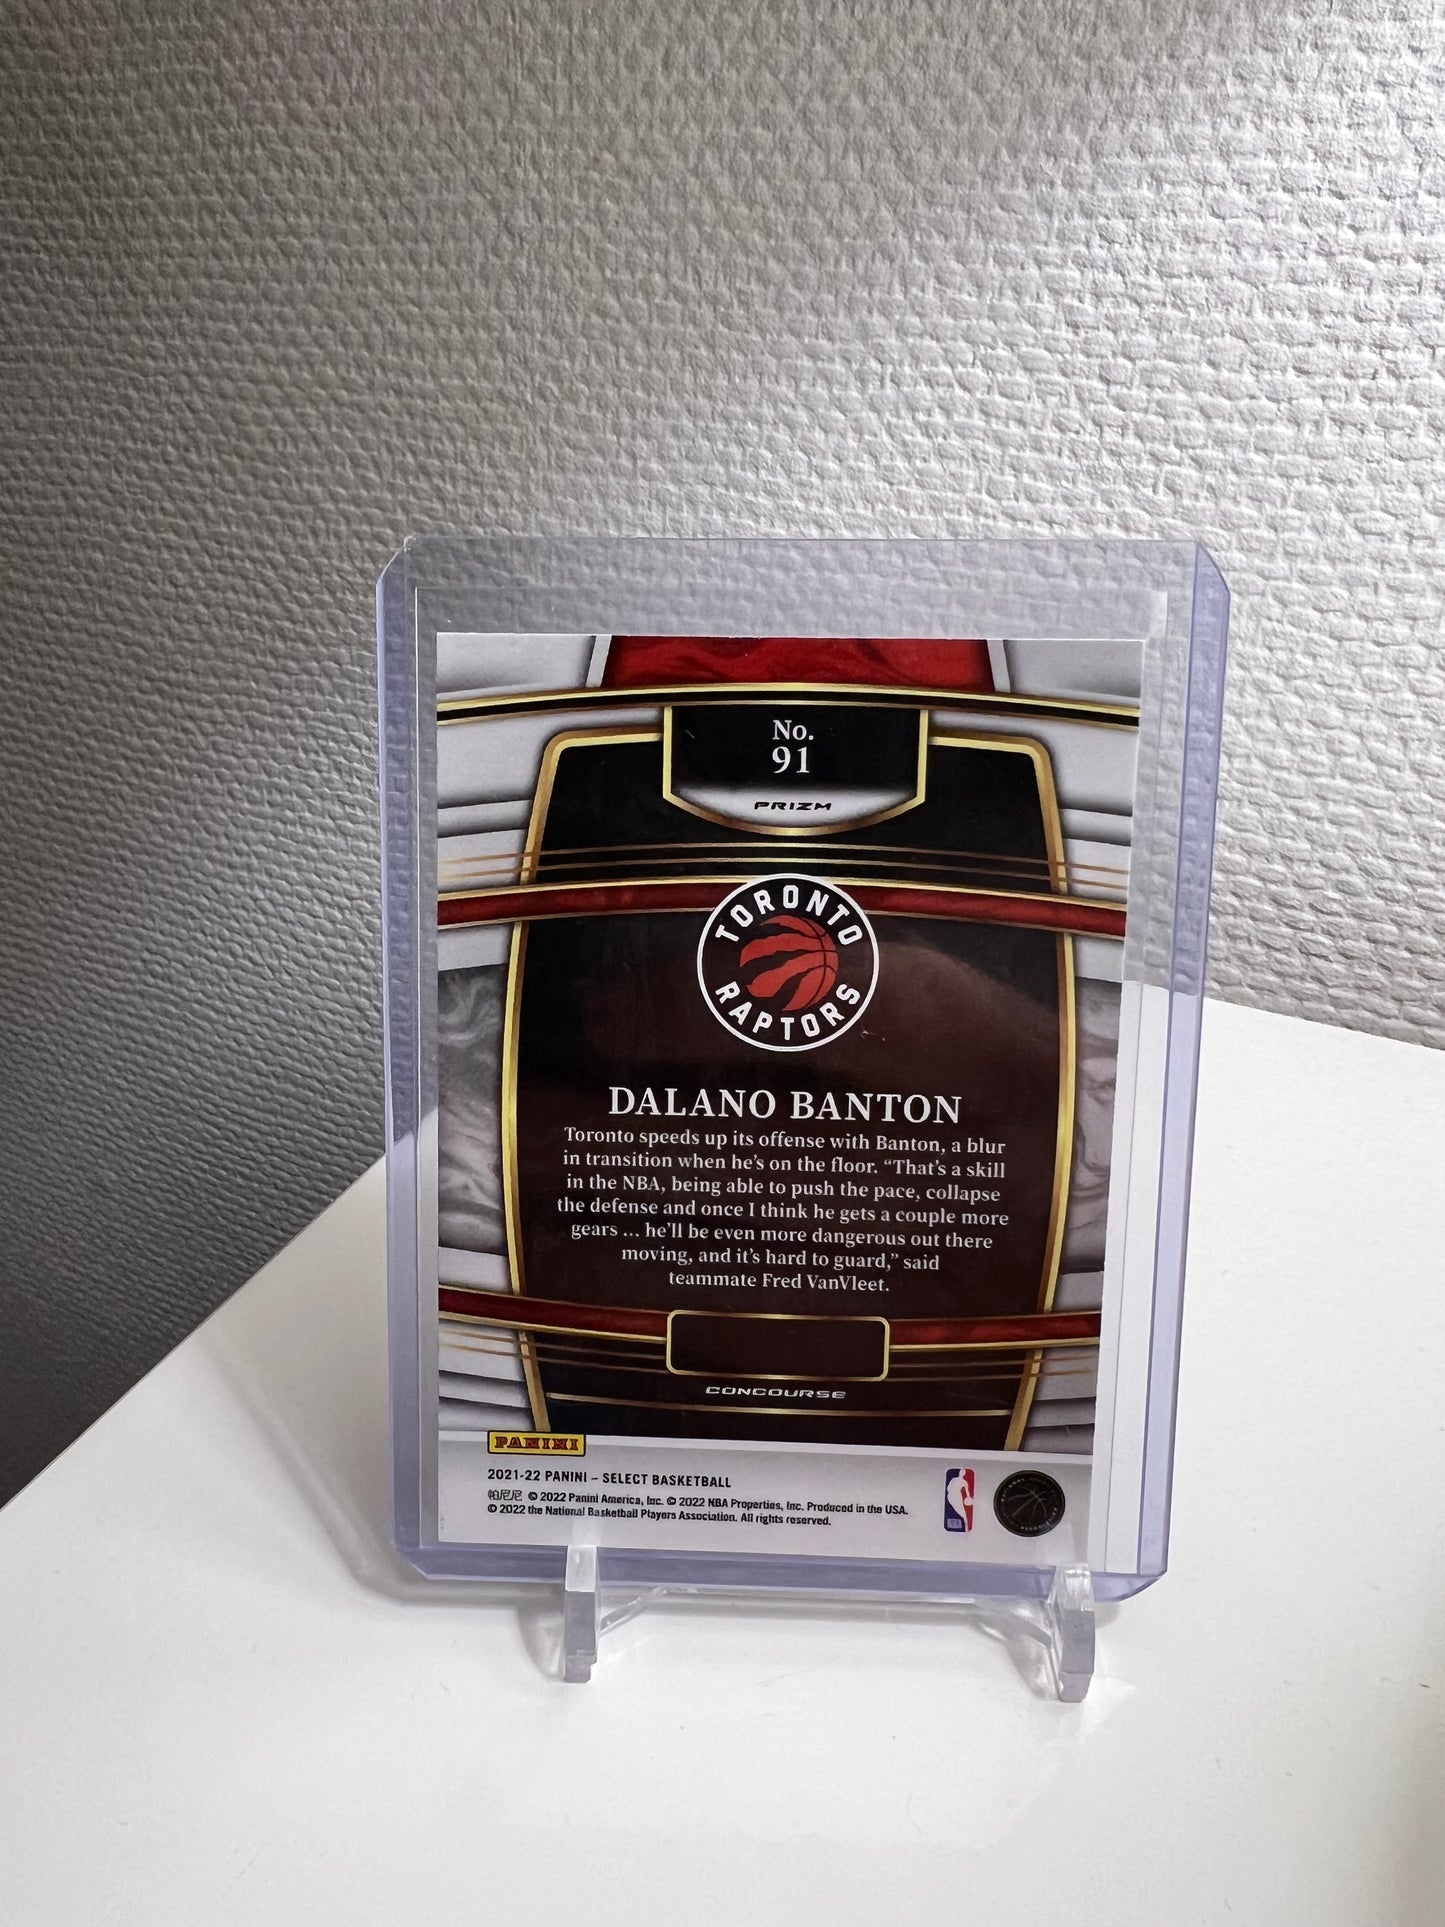 No.
91
PRIZM
TORONTO
RAPTORS
DALANO BANTON
Toronto speeds up its offense with Banton, a blur
in transition when he's on the floor. “That's a skill
in the NBA, being able to push the pace, collapse
the defense and once I think he gets a couple more
gears ... he'll be even more dangerous out there
moving, and it's hard to guard,” said
teammate Fred VanVleet.
CONCOURSE
PANINI
2021-22 PANINI – SELECT BASKETBALL
帕尼尼 © 2022 Panini America, Inc. © 2022 NBA Properties, Inc. Produced in the USA.
© 2022 the National Basketball Players Association. All rights reserved.